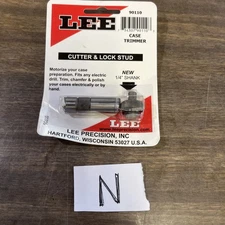 LEE
90110
CASE
TRIMMER
CUTTER & LOCK STUD
Motorize your case
preparation. Fits any electric
drill. Trim, chamfer & polish
your cases electrically or by
hand.
NEW
1/4" SHANK
LEE
LEE PRECISION, INC
HARTFORD, WISCONSIN 53027 U.S.A.
N